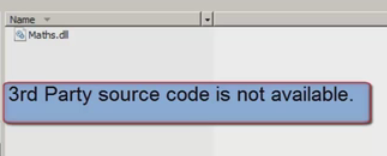 Name
Maths.dll
3rd Party source code is not available.